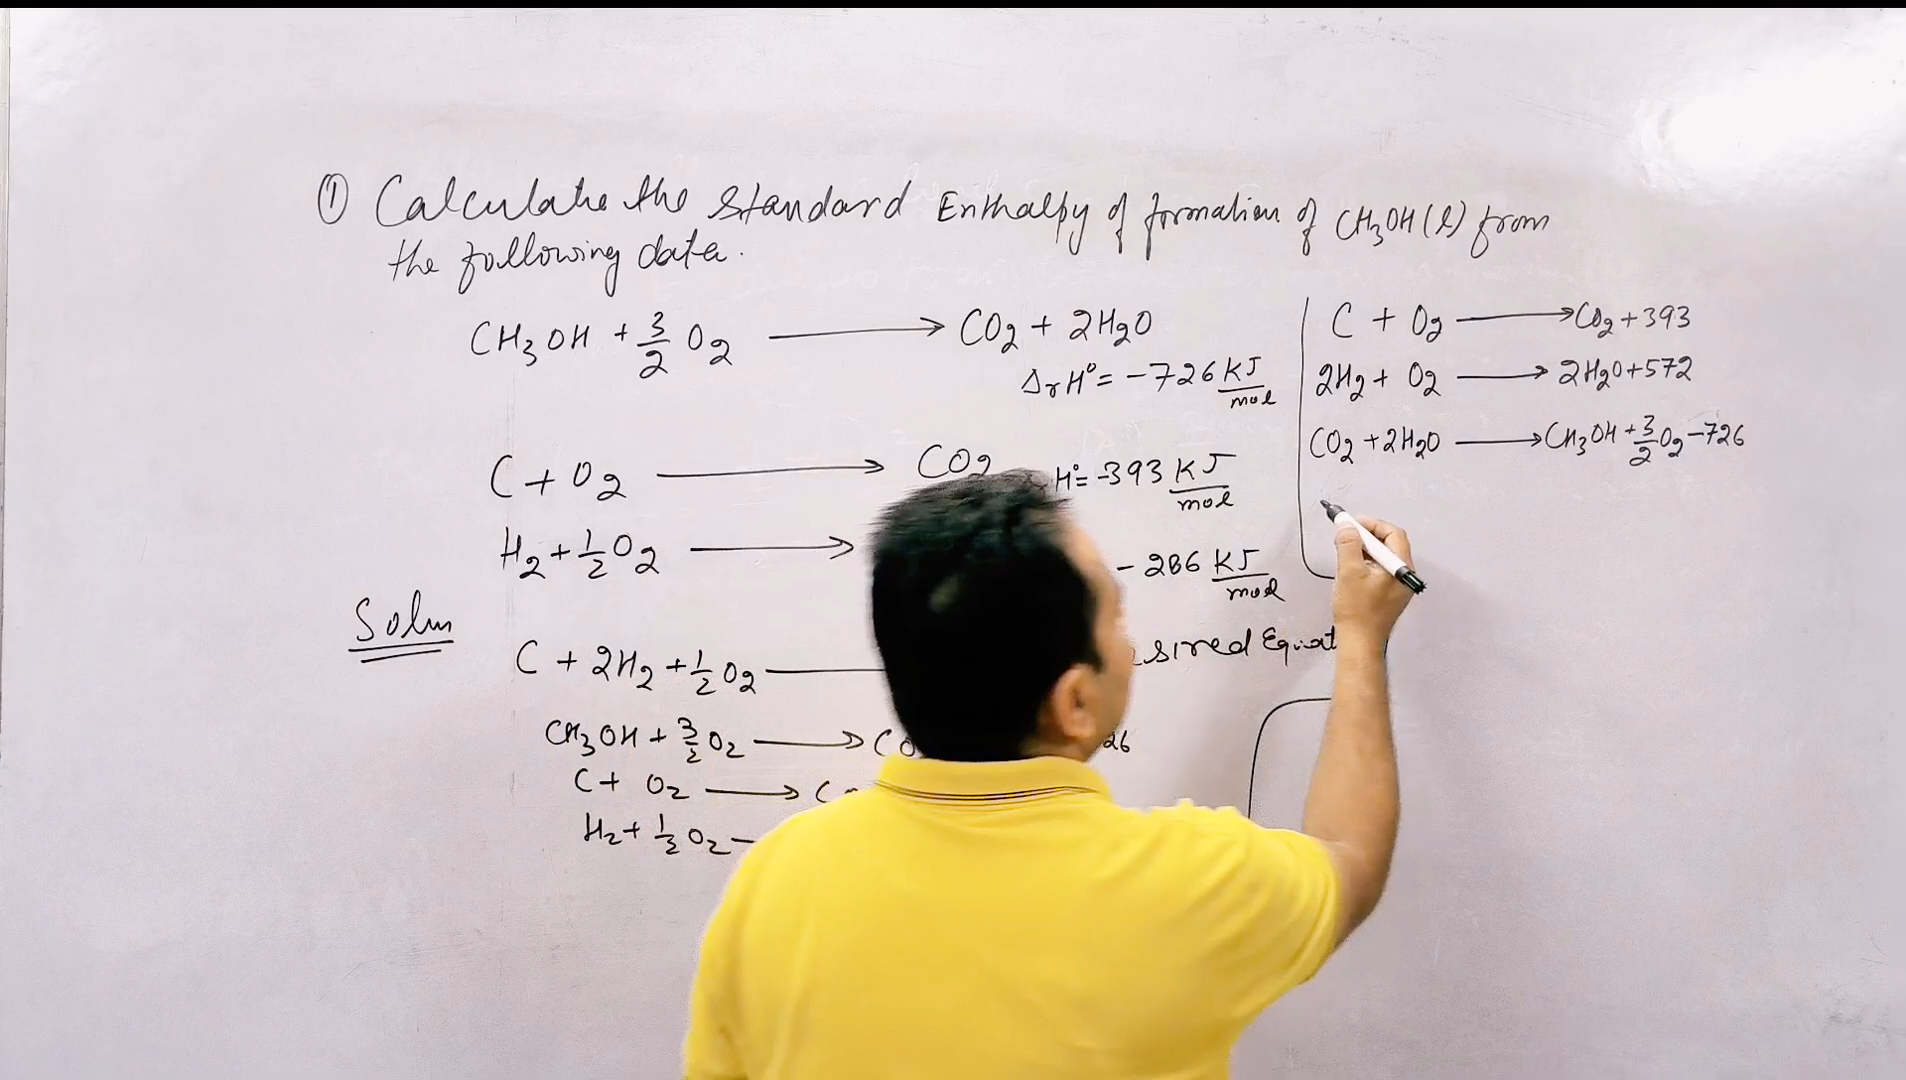 ① Calculate the standard Enthalpy of formation of CH₃OH(l) from
the following data.
CH₃OH + 3/2 O₂ ⟶ CO₂ + 2H₂O
ΔrH° = -726 KJ/mol
C + O₂ ⟶ CO₂ H° = -393 KJ/mol
H₂ + 1/2 O₂ ⟶ - 286 KJ/mol
Soln
C + 2H₂ + 1/2 O₂ — sired Equat
CH₃OH + 3/2 O₂ ⟶ CO 26
C + O₂ ⟶ C
H₂ + 1/2 O₂ —
C + O₂ ⟶ CO₂ + 393
2H₂ + O₂ ⟶ 2H₂O + 572
CO₂ + 2H₂O ⟶ CH₃OH + 3/2 O₂ - 726